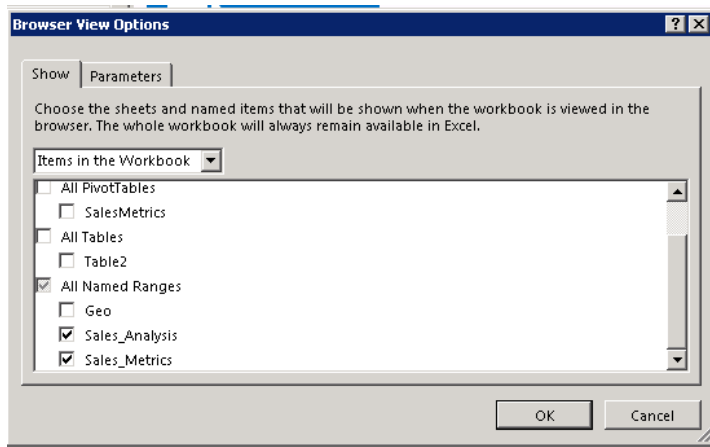 Browser View Options
Show
Parameters
Choose the sheets and named items that will be shown when the workbook is viewed in the
browser. The whole workbook will always remain available in Excel.
Items in the Workbook
All PivotTables
SalesMetrics
All Tables
Table2
All Named Ranges
Geo
Sales_Analysis
Sales_Metrics
OK
Cancel